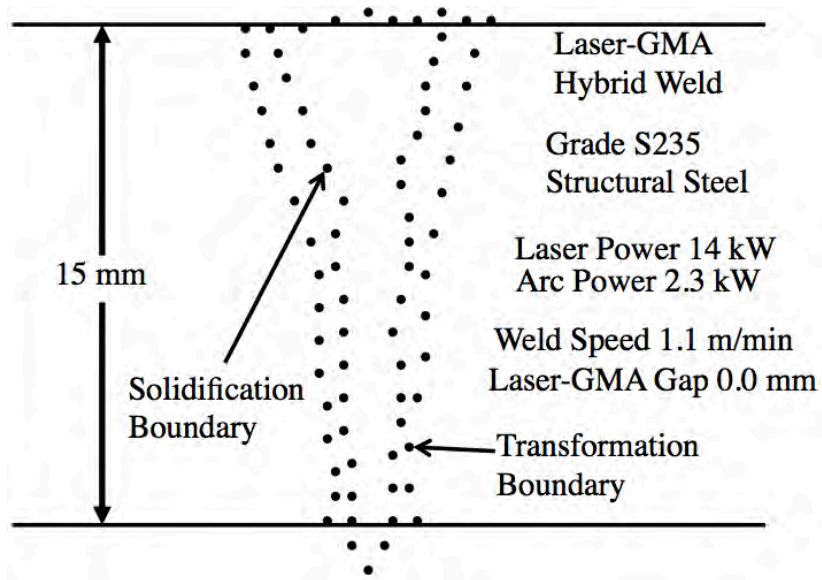 Laser-GMA
Hybrid Weld
Grade S235
Structural Steel
Laser Power 14 kW
Arc Power 2.3 kW
15 mm
Weld Speed 1.1 m/min
Laser-GMA Gap 0.0 mm
Solidification
Boundary
Transformation
Boundary